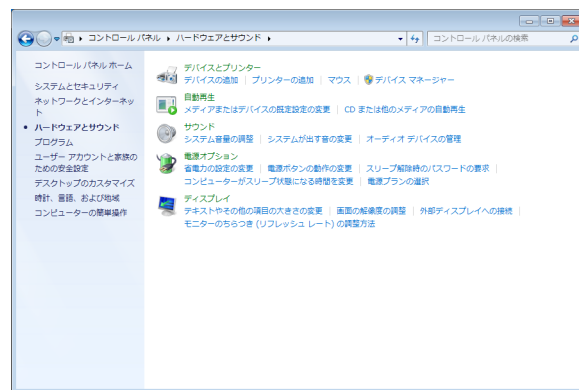 コントロール パネル ▸ ハードウェアとサウンド ▸
コントロール パネルの検索
コントロール パネル ホーム
システムとセキュリティ
ネットワークとインターネッ
ト
ハードウェアとサウンド
プログラム
ユーザー アカウントと家族の
ための安全設定
デスクトップのカスタマイズ
時計、言語、および地域
コンピューターの簡単操作
デバイスとプリンター
デバイスの追加 | プリンターの追加 | マウス | デバイス マネージャー
自動再生
メディアまたはデバイスの既定設定の変更 | CD または他のメディアの自動再生
サウンド
システム音量の調整 | システムが出す音の変更 | オーディオ デバイスの管理
電源オプション
省電力の設定の変更 | 電源ボタンの動作の変更 | スリープ解除時のパスワードの要求 |
コンピューターがスリープ状態になる時間を変更 | 電源プランの選択
ディスプレイ
テキストやその他の項目の大きさの変更 | 画面の解像度の調整 | 外部ディスプレイへの接続 |
モニターのちらつき (リフレッシュ レート) の調整方法